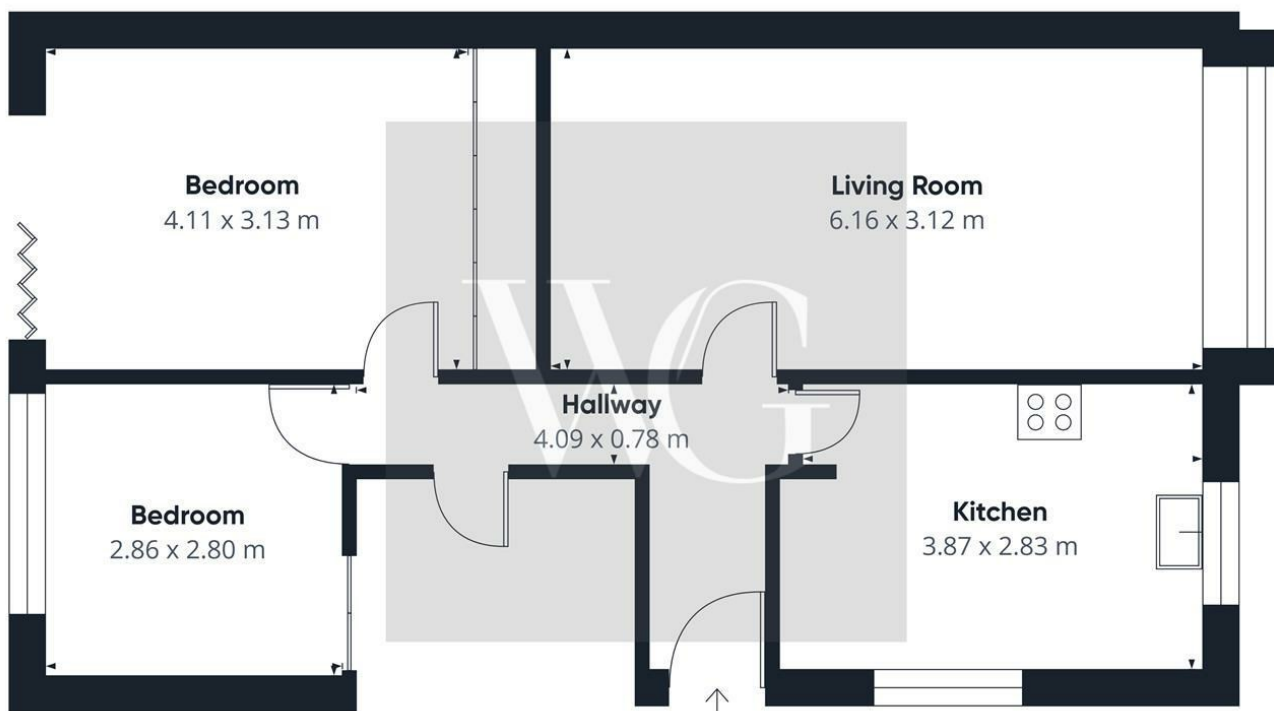 Bedroom
4.11 x 3.13 m
Living Room
6.16 x 3.12 m
Hallway
4.09 x 0.78 m
Bedroom
2.86 x 2.80 m
Kitchen
3.87 x 2.83 m
WG